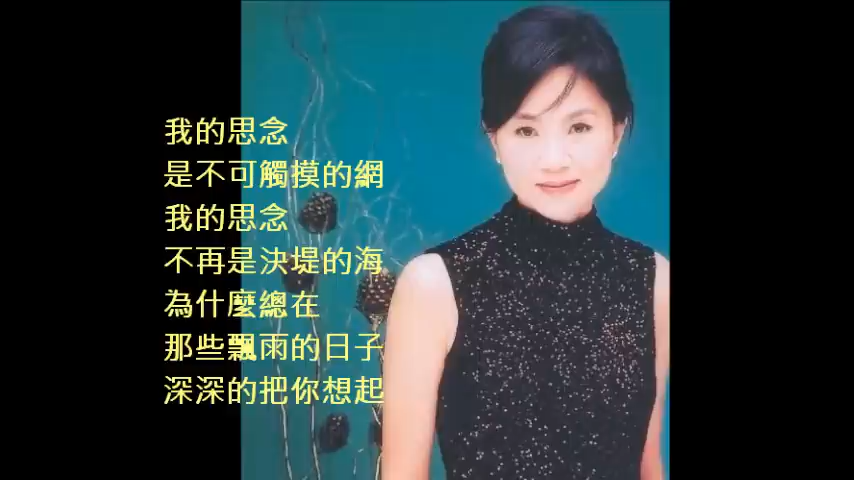 我的思念
是不可觸摸的網
我的思念
不再是決堤的海
為什麼總在
那些飄雨的日子
深深的把你想起